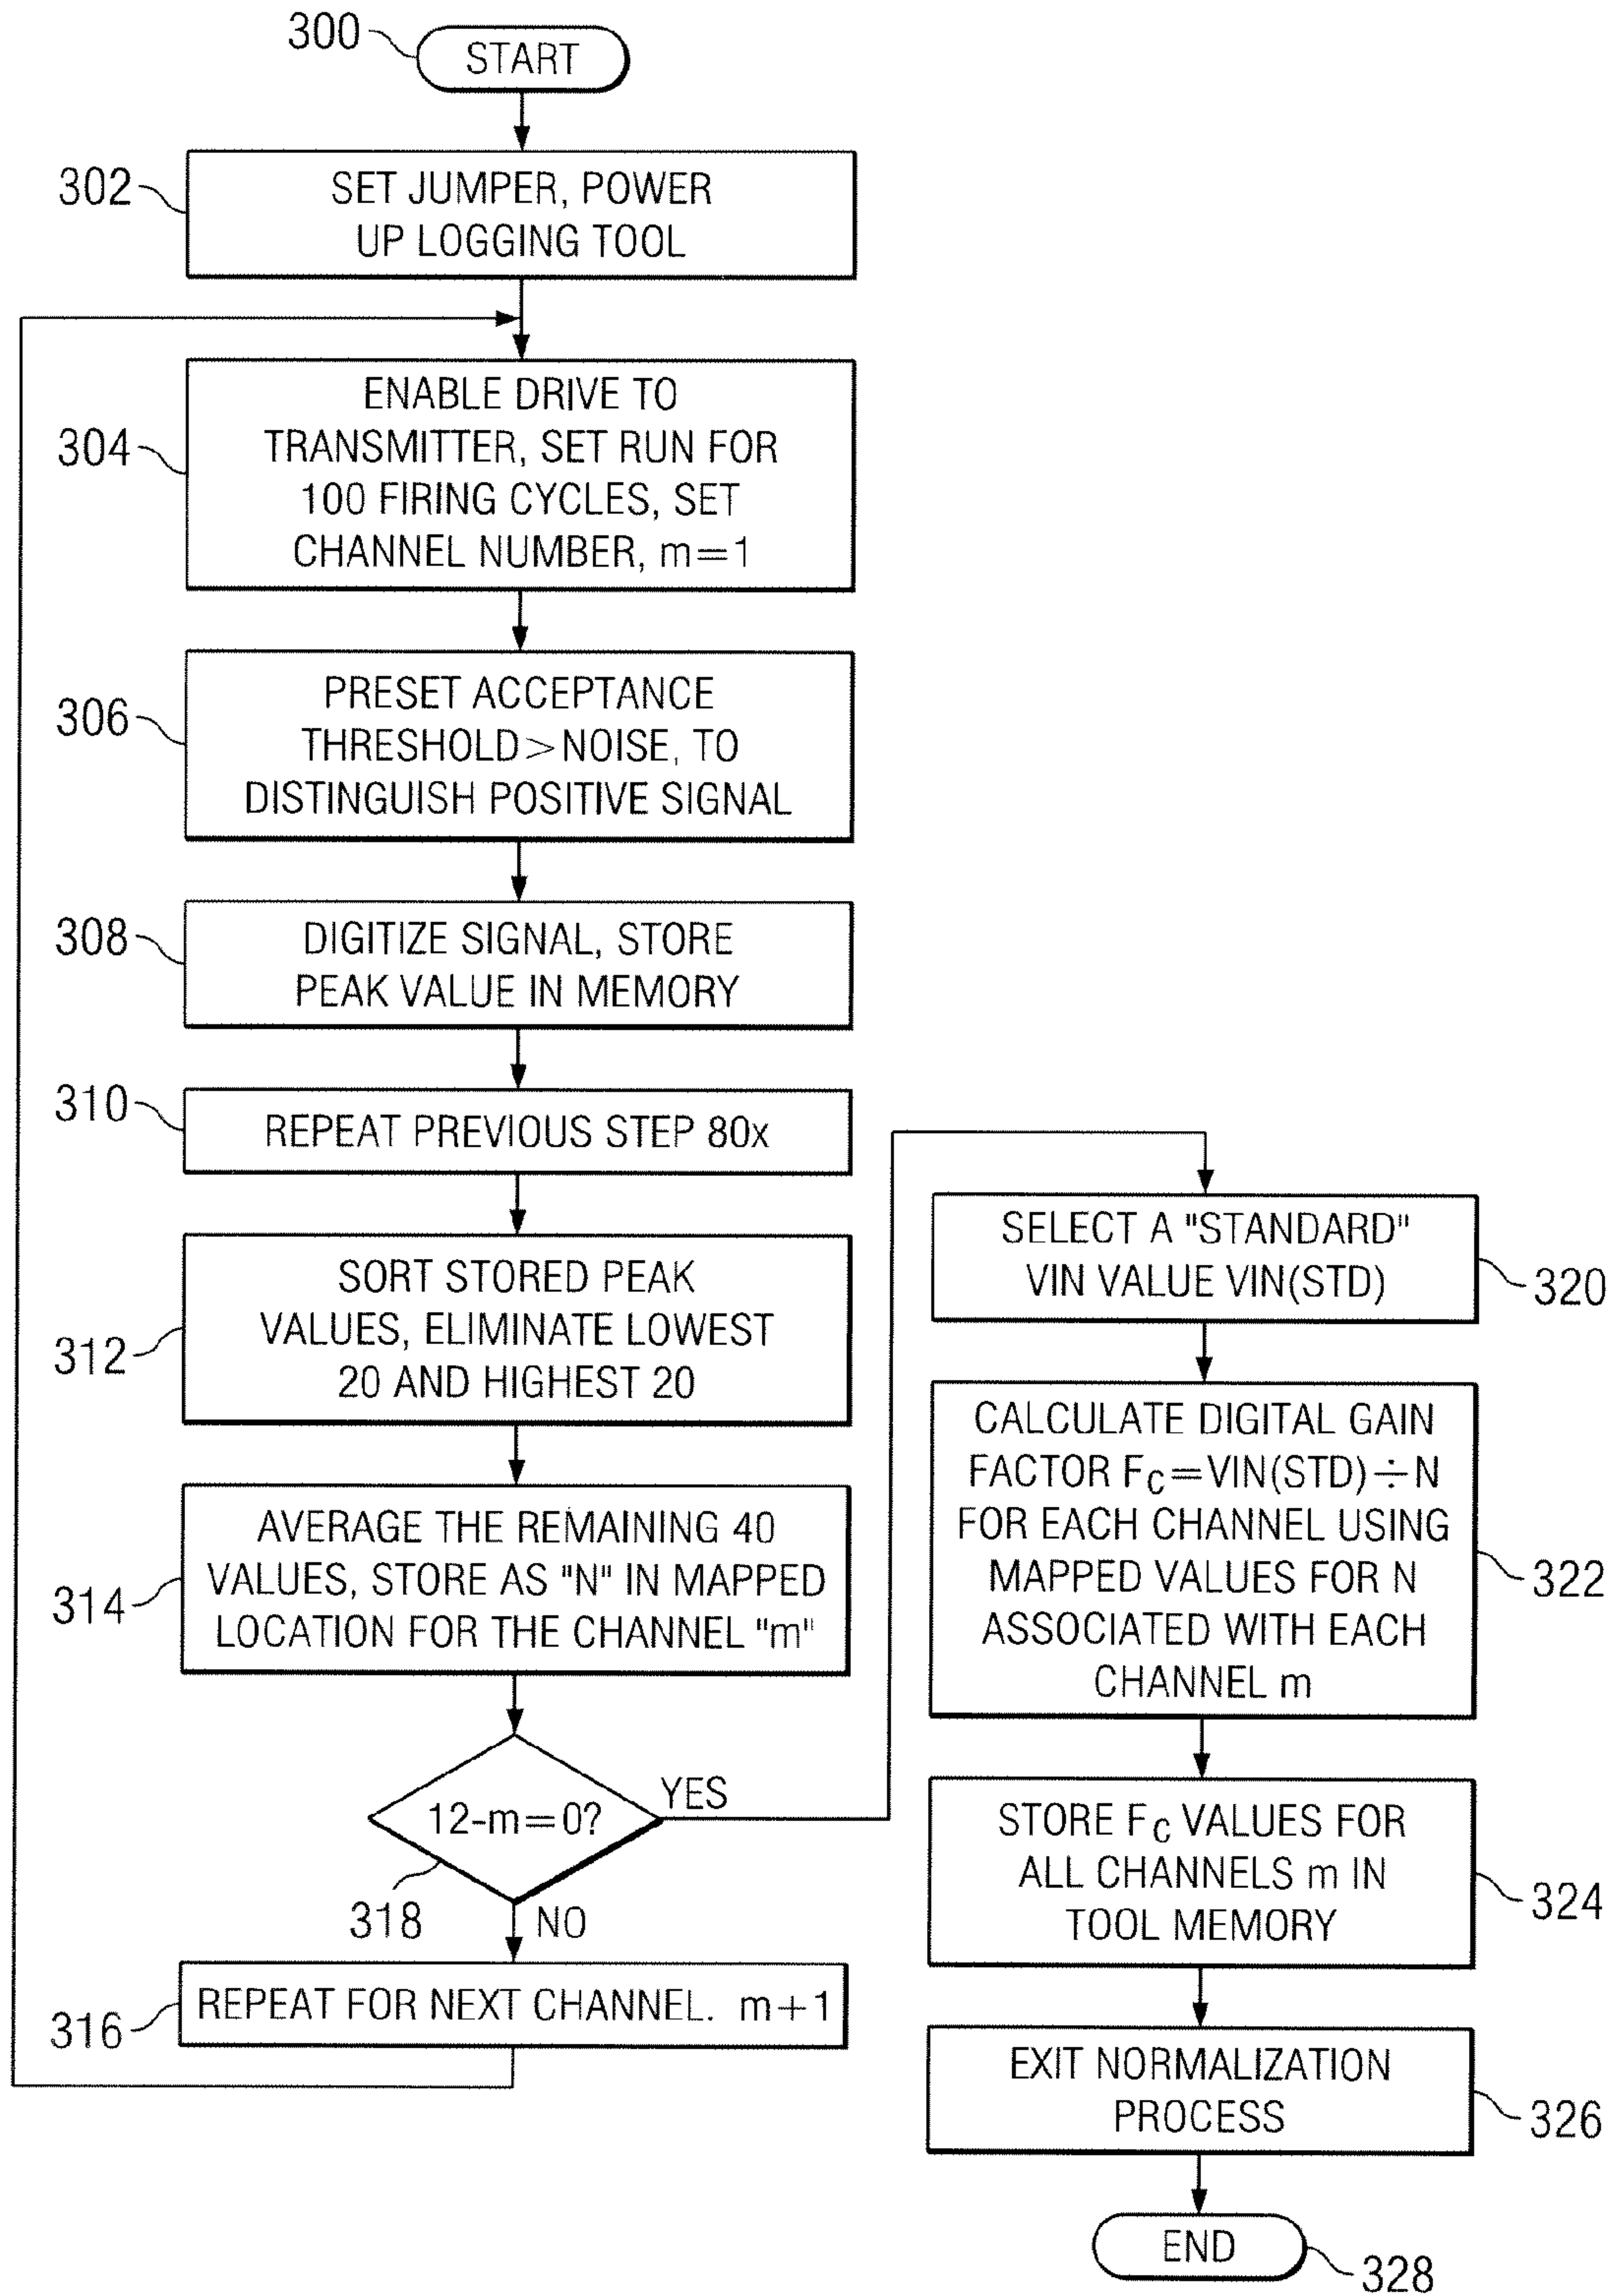 300
START
302
SET JUMPER, POWER
UP LOGGING TOOL
304
ENABLE DRIVE TO
TRANSMITTER, SET RUN FOR
100 FIRING CYCLES, SET
CHANNEL NUMBER, m=1
306
PRESET ACCEPTANCE
THRESHOLD>NOISE, TO
DISTINGUISH POSITIVE SIGNAL
308
DIGITIZE SIGNAL, STORE
PEAK VALUE IN MEMORY
310
REPEAT PREVIOUS STEP 80x
312
SORT STORED PEAK
VALUES, ELIMINATE LOWEST
20 AND HIGHEST 20
314
AVERAGE THE REMAINING 40
VALUES, STORE AS "N" IN MAPPED
LOCATION FOR THE CHANNEL "m"
12-m=0?
YES
318
NO
316
REPEAT FOR NEXT CHANNEL. m+1
SELECT A "STANDARD"
VIN VALUE VIN(STD)
320
CALCULATE DIGITAL GAIN
FACTOR FC=VIN(STD)÷N
FOR EACH CHANNEL USING
MAPPED VALUES FOR N
ASSOCIATED WITH EACH
CHANNEL m
322
STORE FC VALUES FOR
ALL CHANNELS m IN
TOOL MEMORY
324
EXIT NORMALIZATION
PROCESS
326
END
328